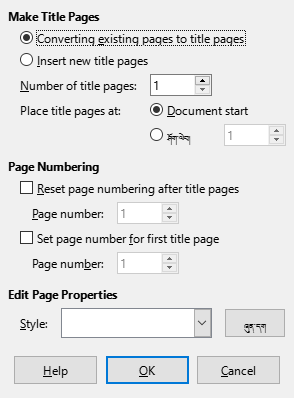 Make Title Pages
Converting existing pages to title pages
Insert new title pages
Number of title pages: 1
Place title pages at: Document start
ཤོག་ལེབ 1
Page Numbering
Reset page numbering after title pages
Page number: 1
Set page number for first title page
Page number: 1
Edit Page Properties
Style: ཞུན་དག
Help OK Cancel